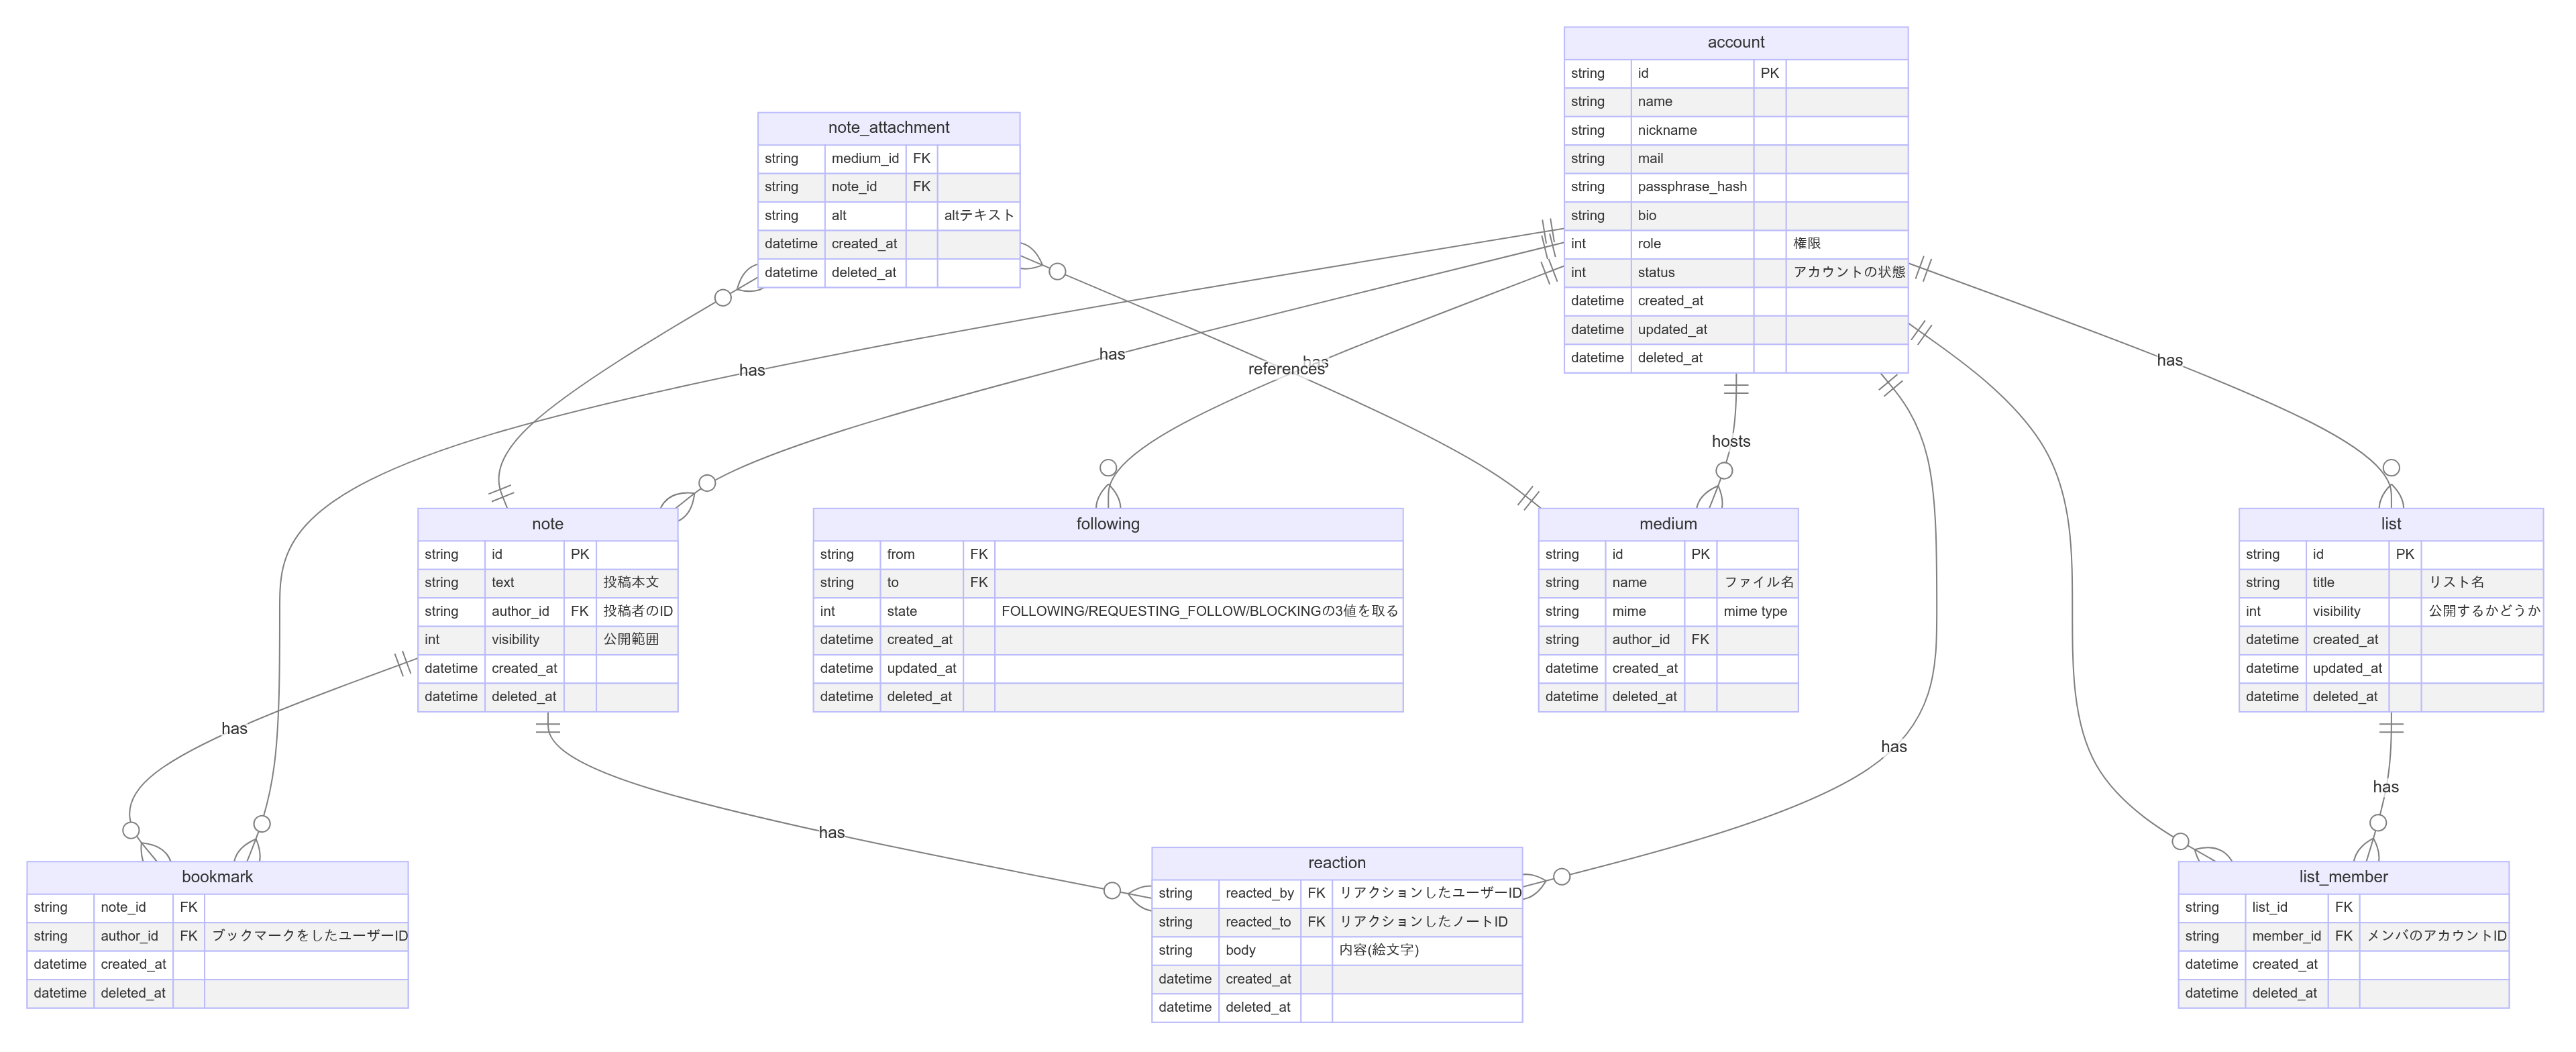 account
string id PK
string name
string nickname
string mail
string passphrase_hash
string bio
int role 権限
int status アカウントの状態
datetime created_at
datetime updated_at
datetime deleted_at
note_attachment
string medium_id FK
string note_id FK
string alt altテキスト
datetime created_at
datetime deleted_at
has
has
has
references
has
hosts
note
string id PK
string text 投稿本文
string author_id FK 投稿者のID
int visibility 公開範囲
datetime created_at
datetime deleted_at
following
string from FK
string to FK
int state FOLLOWING/REQUESTING_FOLLOW/BLOCKINGの3値を取る
datetime created_at
datetime updated_at
datetime deleted_at
medium
string id PK
string name ファイル名
string mime mime type
string author_id FK
datetime created_at
datetime deleted_at
list
string id PK
string title リスト名
int visibility 公開するかどうか
datetime created_at
datetime updated_at
datetime deleted_at
has
has
has
has
bookmark
string note_id FK
string author_id FK ブックマークをしたユーザーID
datetime created_at
datetime deleted_at
reaction
string reacted_by FK リアクションしたユーザーID
string reacted_to FK リアクションしたノートID
string body 内容(絵文字)
datetime created_at
datetime deleted_at
list_member
string list_id FK
string member_id FK メンバのアカウントID
datetime created_at
datetime deleted_at